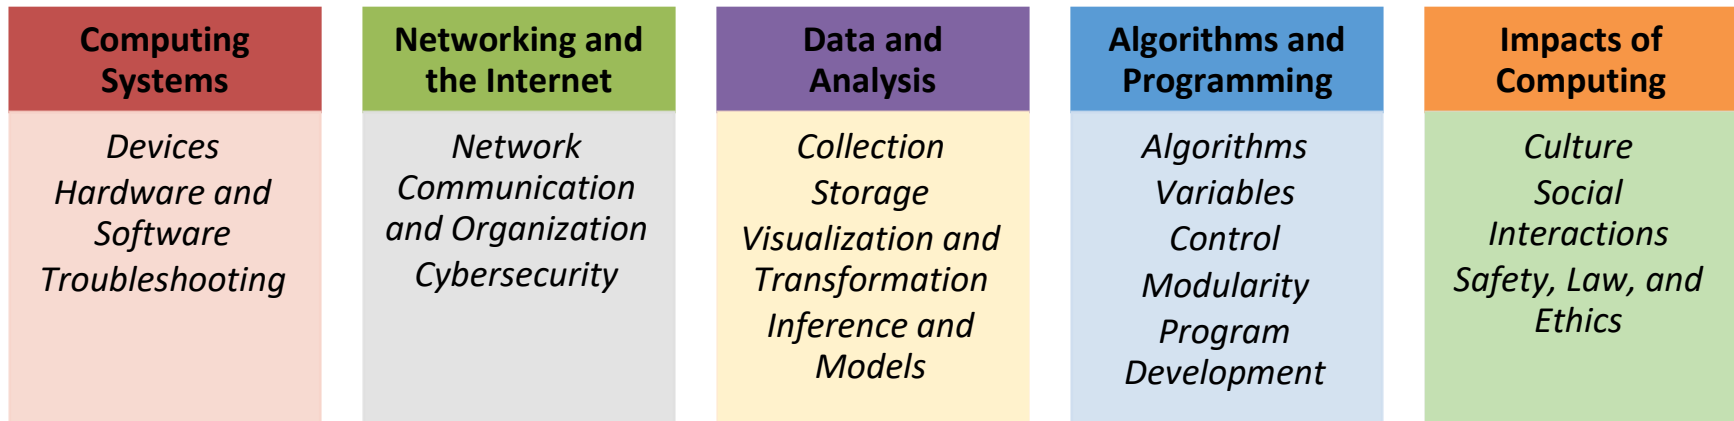 Computing
Systems
Devices
Hardware and
Software
Troubleshooting
Networking and
the Internet
Network
Communication
and Organization
Cybersecurity
Data and
Analysis
Collection
Storage
Visualization and
Transformation
Inference and
Models
Algorithms and
Programming
Algorithms
Variables
Control
Modularity
Program
Development
Impacts of
Computing
Culture
Social
Interactions
Safety, Law, and
Ethics